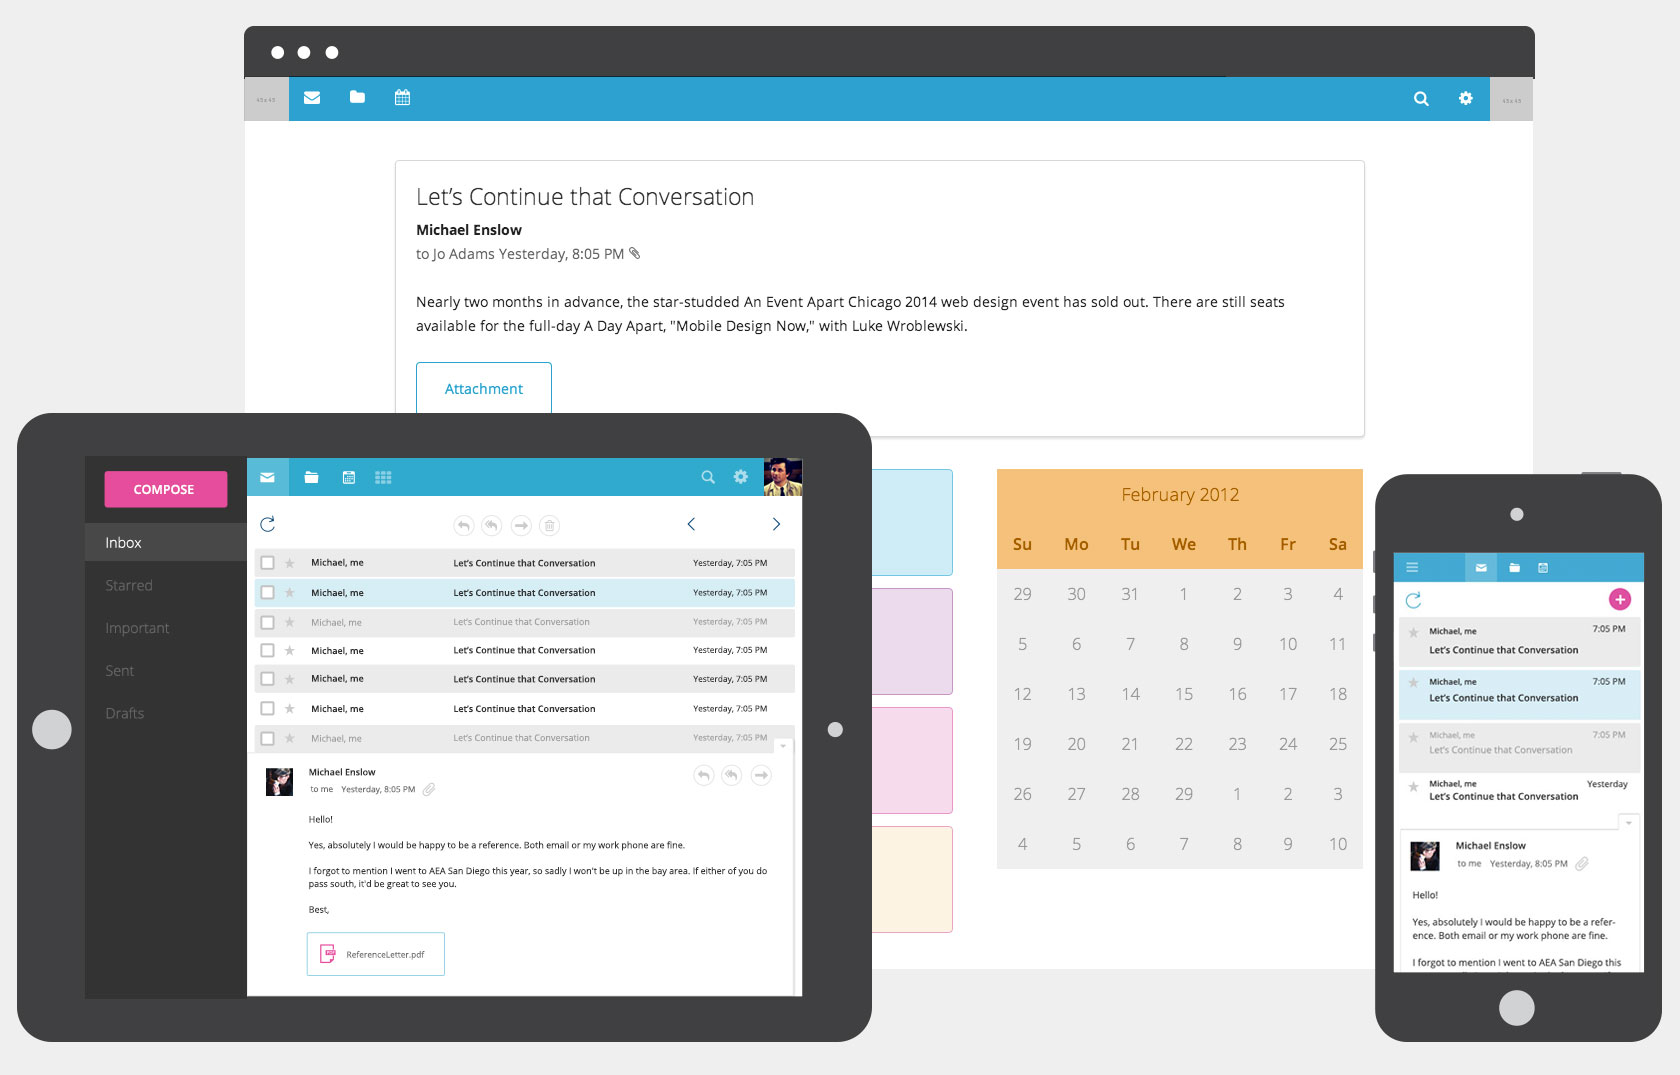 45 x 45
45 x 45
Let's Continue that Conversation
Michael Enslow
to Jo Adams Yesterday, 8:05 PM
Nearly two months in advance, the star-studded An Event Apart Chicago 2014 web design event has sold out. There are still seats
available for the full-day A Day Apart, "Mobile Design Now," with Luke Wroblewski.
Attachment
COMPOSE
Inbox
Starred
Important
Sent
Drafts
Michael, me Let's Continue that Conversation Yesterday, 7:05 PM
Michael, me Let's Continue that Conversation Yesterday, 7:05 PM
Michael, me Let's Continue that Conversation Yesterday, 7:05 PM
Michael, me Let's Continue that Conversation Yesterday, 7:05 PM
Michael, me Let's Continue that Conversation Yesterday, 7:05 PM
Michael, me Let's Continue that Conversation Yesterday, 7:05 PM
Michael, me Let's Continue that Conversation Yesterday, 7:05 PM
Michael Enslow
to me Yesterday, 8:05 PM
Hello!
Yes, absolutely I would be happy to be a reference. Both email or my work phone are fine.
I forgot to mention I went to AEA San Diego this year, so sadly I won't be up in the bay area. If either of you do
pass south, it'd be great to see you.
Best,
PDF
ReferenceLetter.pdf
February 2012
Su Mo Tu We Th Fr Sa
29 30 31 1 2 3 4
5 6 7 8 9 10 11
12 13 14 15 16 17 18
19 20 21 22 23 24 25
26 27 28 29 1 2 3
4 5 6 7 8 9 10
Michael, me 7:05 PM
Let's Continue that Conversation
Michael, me 7:05 PM
Let's Continue that Conversation
Michael, me 7:05 PM
Let's Continue that Conversation
Michael, me Yesterday
Let's Continue that Conversation
Michael Enslow
to me Yesterday, 8:05 PM
Hello!
Yes, absolutely I would be happy to be a refer-
ence. Both email or my work phone are fine.
I forgot to mention I went to AEA San Diego this